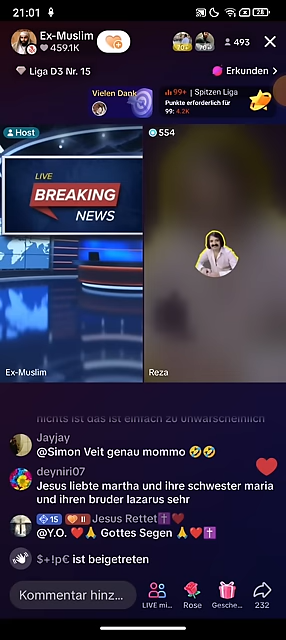 21:01
28
Ex-Muslim
459.1K
493
Liga D3 Nr. 15
Erkunden >
Vielen Dank
99+ | Spitzen Liga
Punkte erforderlich für
99: 4.2K
Host
554
LIVE
BREAKING
NEWS
Ex-Muslim
Reza
nichts ist das ist einfach zu unwarscheinlich
Jayjay
@Simon Veit genau mommo 🤣🤣
deyniri07
Jesus liebte martha und ihre schwester maria
und ihren bruder lazarus sehr
15 II Jesus Rettet✝️❤️
@Y.O. ❤️🙏 Gottes Segen 🙏❤️✝️
$+!p€ ist beigetreten
Kommentar hinz...
LIVE mi...
Rose
Gesche...
232